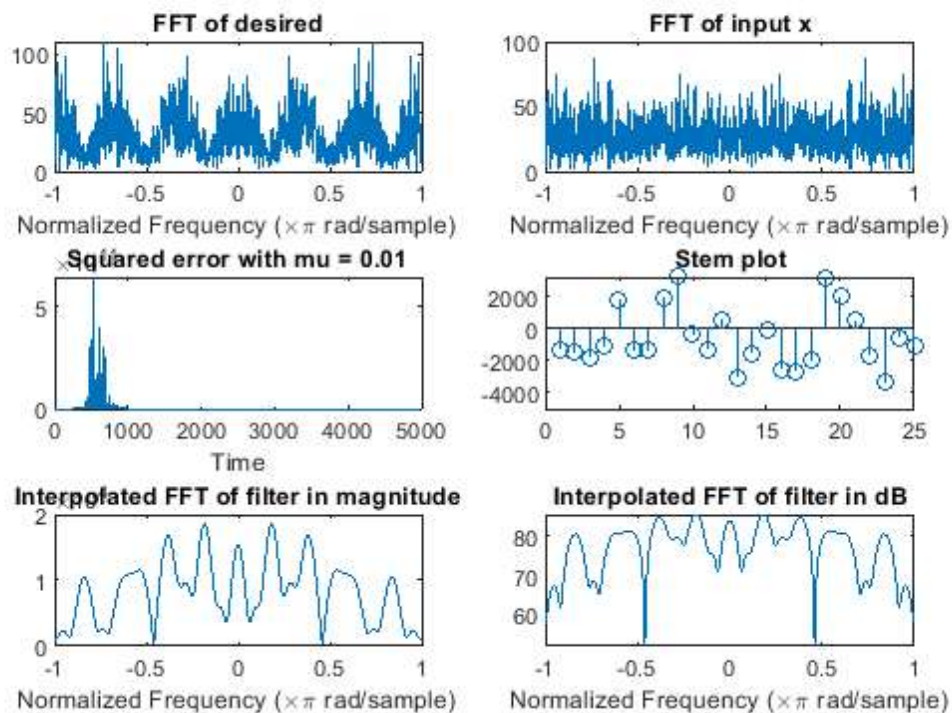 FFT of desired
100
50
0
-1 -0.5 0 0.5 1
Normalized Frequency (×π rad/sample)
FFT of input x
100
50
0
-1 -0.5 0 0.5 1
Normalized Frequency (×π rad/sample)
Squared error with mu = 0.01
5
0
0 1000 2000 3000 4000 5000
Time
Stem plot
2000
0
-2000
-4000
0 5 10 15 20 25
Interpolated FFT of filter in magnitude
2
1
0
-1 -0.5 0 0.5 1
Normalized Frequency (×π rad/sample)
Interpolated FFT of filter in dB
80
70
60
-1 -0.5 0 0.5 1
Normalized Frequency (×π rad/sample)